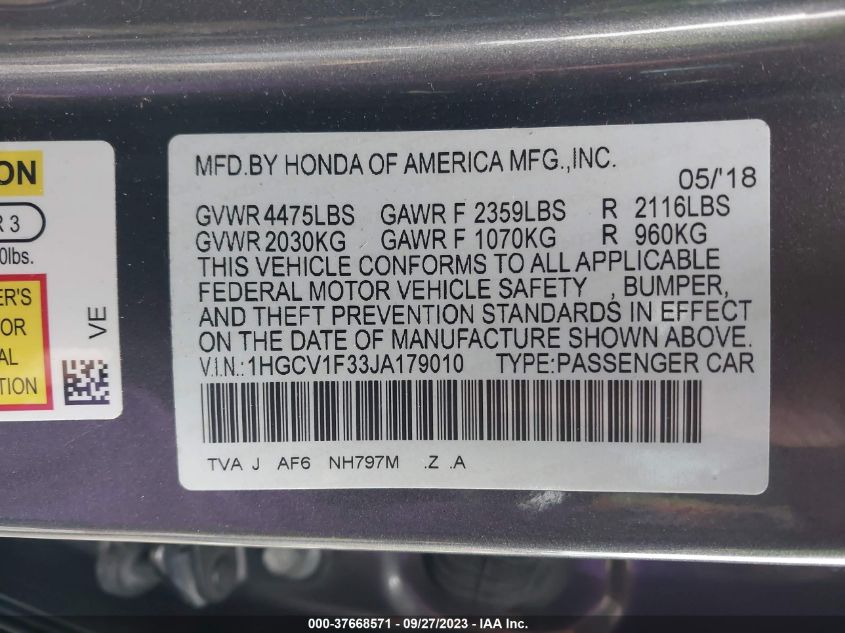 MFD.BY HONDA OF AMERICA MFG.,INC.
05/'18
GVWR 4475LBS GAWR F 2359LBS R 2116LBS
GVWR 2030KG GAWR F 1070KG R 960KG
THIS VEHICLE CONFORMS TO ALL APPLICABLE
FEDERAL MOTOR VEHICLE SAFETY , BUMPER,
AND THEFT PREVENTION STANDARDS IN EFFECT
ON THE DATE OF MANUFACTURE SHOWN ABOVE.
V.I.N.:1HGCV1F33JA179010 TYPE:PASSENGER CAR
TVA J AF6 NH797M .Z .A
ON
R 3
0lbs.
ER'S
OR
AL
TION
VE
000-37668571 - 09/27/2023 - IAA Inc.